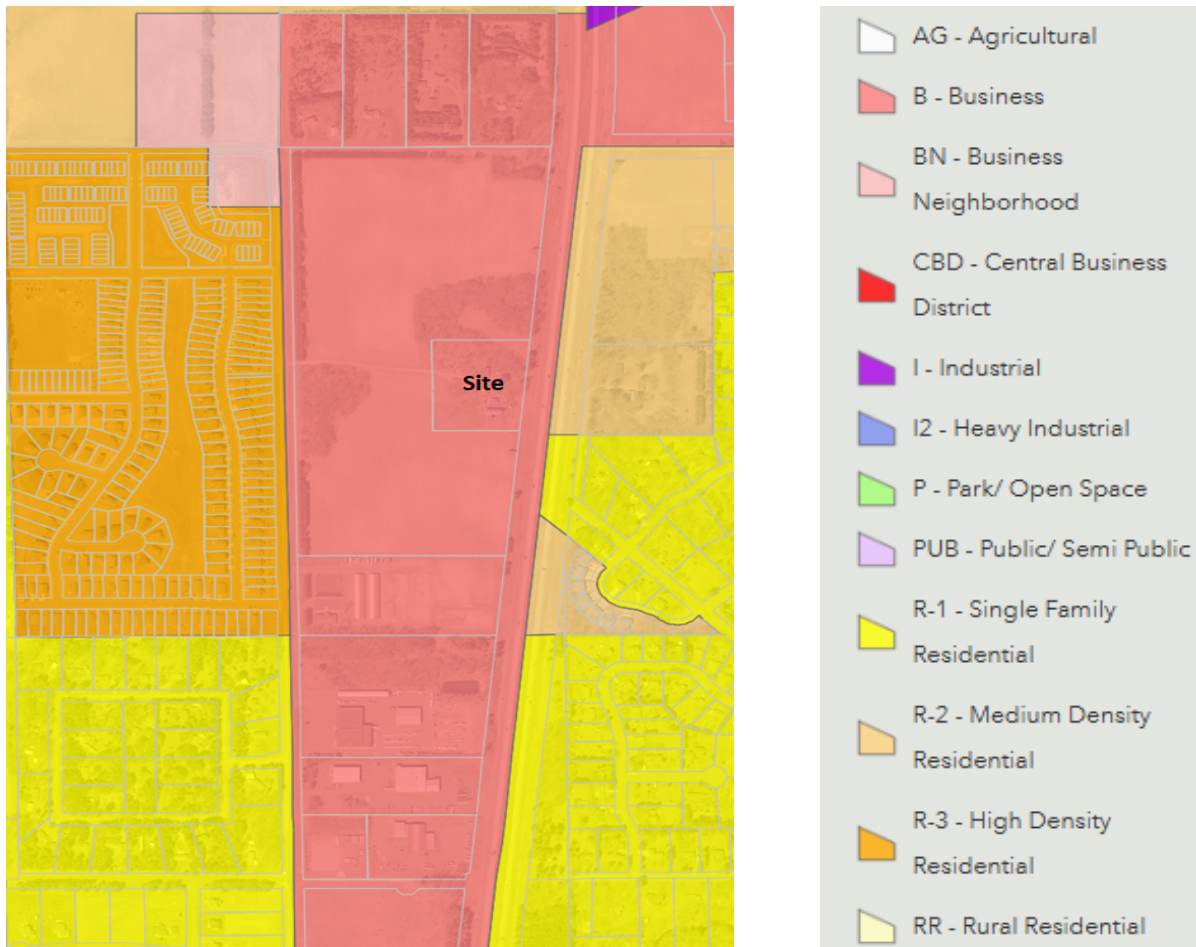 Site
AG - Agricultural
B - Business
BN - Business
Neighborhood
CBD - Central Business
District
I - Industrial
I2 - Heavy Industrial
P - Park/ Open Space
PUB - Public/ Semi Public
R-1 - Single Family
Residential
R-2 - Medium Density
Residential
R-3 - High Density
Residential
RR - Rural Residential